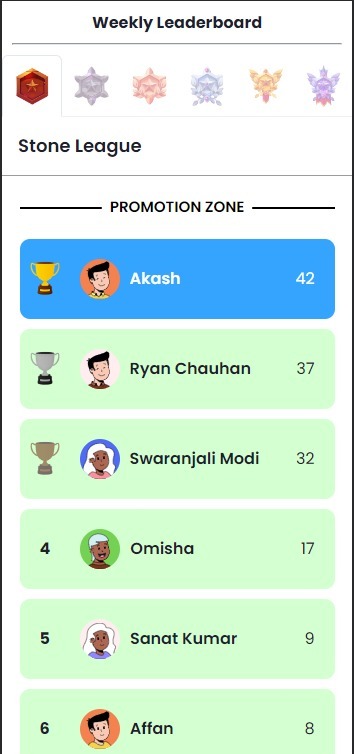 Weekly Leaderboard
Stone League
PROMOTION ZONE
Akash 42
Ryan Chauhan 37
Swaranjali Modi 32
4 Omisha 17
5 Sanat Kumar 9
6 Affan 8